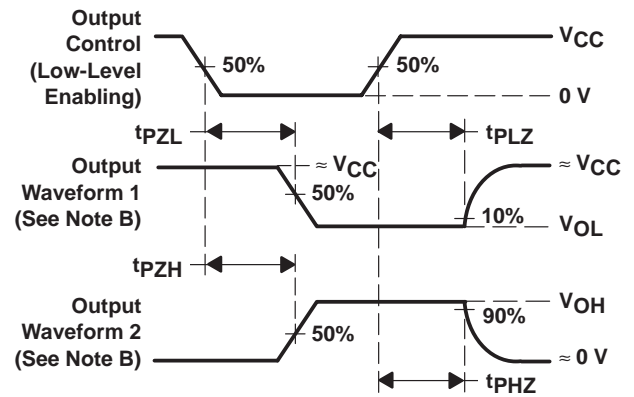 Output
Control
(Low-Level
Enabling)
50%
50%
VCC
0 V
tPZL
tPLZ
Output
Waveform 1
(See Note B)
≈ VCC
50%
≈ VCC
10%
VOL
tPZH
Output
Waveform 2
(See Note B)
50%
VOH
90%
≈ 0 V
tPHZ